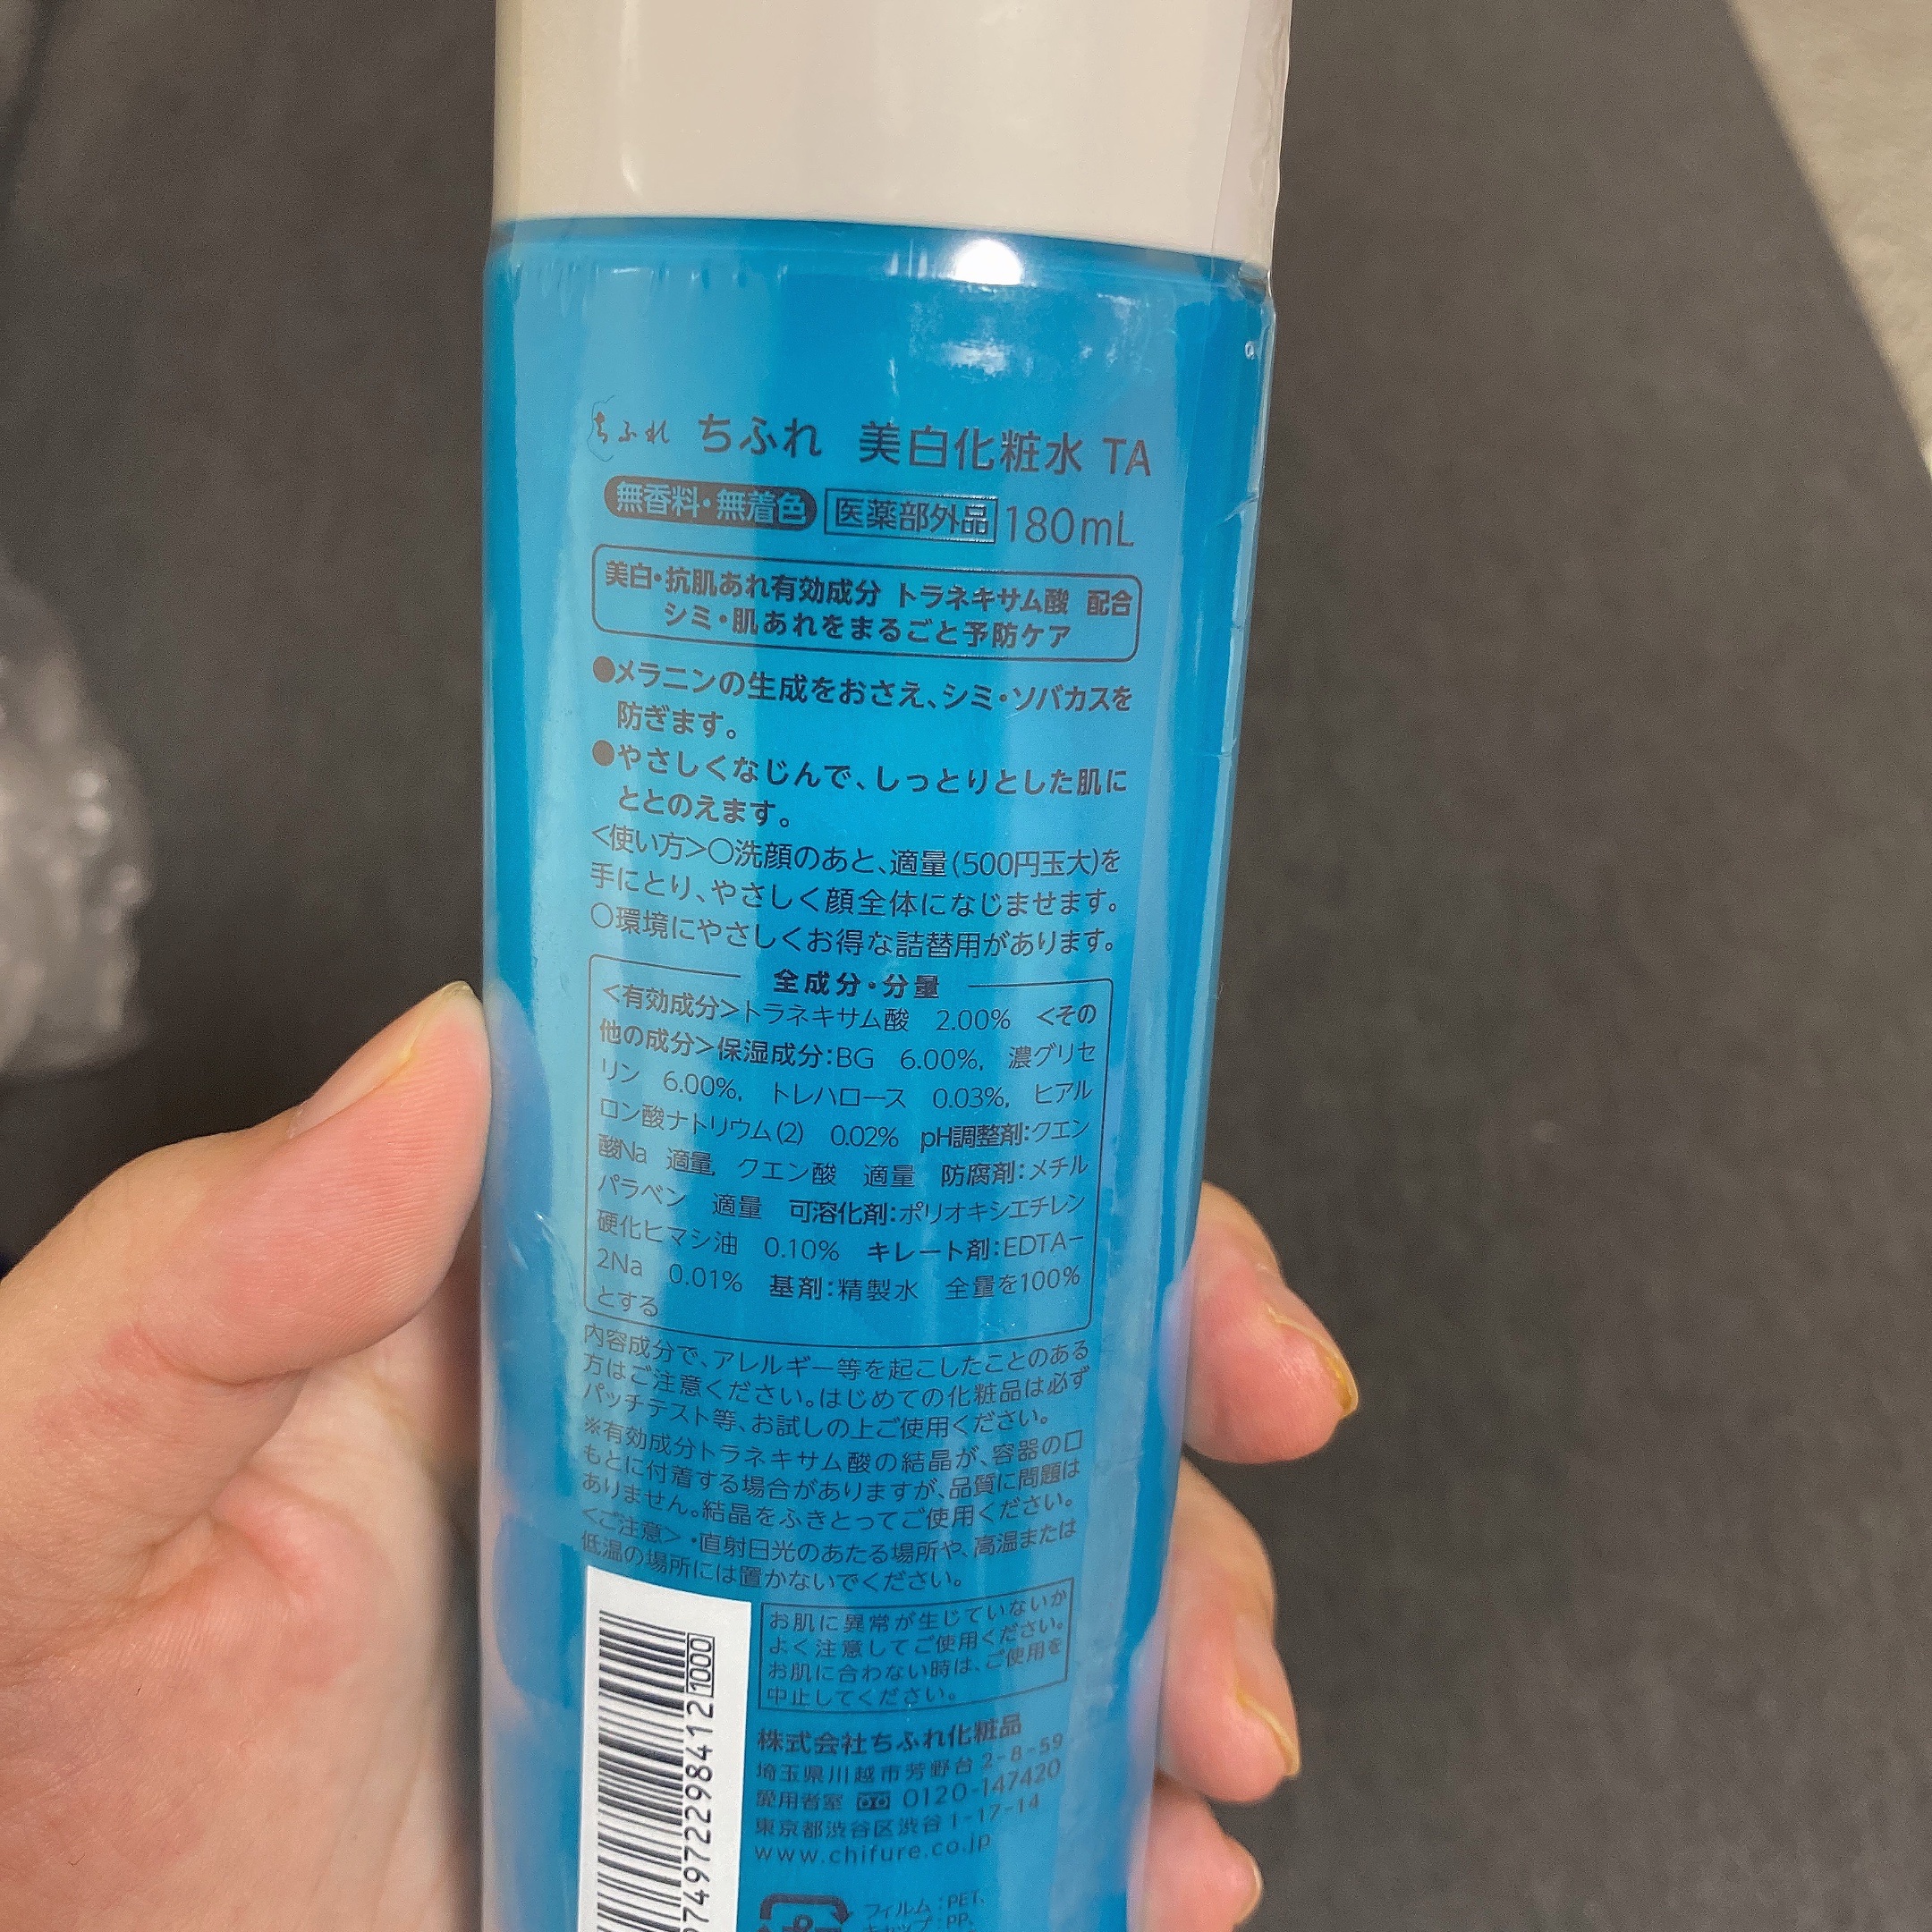 ちふれ ちふれ 美白化粧水 TA
無香料・無着色 医薬部外品 180mL
美白・抗肌あれ有効成分 トラネキサム酸 配合
シミ・肌あれをまるごと予防ケア
●メラニンの生成をおさえ、シミ・ソバカスを
防ぎます。
●やさしくなじんで、しっとりとした肌に
ととのえます。
<使い方>○洗顔のあと、適量(500円玉大)を
手にとり、やさしく顔全体になじませます。
○環境にやさしくお得な詰替用があります。
全成分・分量
<有効成分>トラネキサム酸 2.00% <その
他の成分>保湿成分:BG 6.00%, 濃グリセ
リン 6.00%, トレハロース 0.03%, ヒアル
ロン酸ナトリウム(2) 0.02% pH調整剤:クエン
酸Na 適量, クエン酸 適量 防腐剤:メチル
パラベン 適量 可溶化剤:ポリオキシエチレン
硬化ヒマシ油 0.10% キレート剤:EDTA-
2Na 0.01% 基剤:精製水 全量を100%
とする
内容成分で、アレルギー等を起こしたことのある
方はご注意ください。はじめての化粧品は必ず
パッチテスト等、お試しの上ご使用ください。
※有効成分トラネキサム酸の結晶が、容器の口
もとに付着する場合がありますが、品質に問題は
ありません。結晶をふきとってご使用ください。
<ご注意>・直射日光のあたる場所や、高温または
低温の場所には置かないでください。
お肌に異常が生じていないか
よく注意してご使用ください。
お肌に合わない時は、ご使用を
中止してください。
株式会社ちふれ化粧品
埼玉県川越市芳野台2-8-59
愛用者室 0120-147420
東京都渋谷区渋谷1-17-14
www.chifure.co.jp
フィルム:PET、
キャップ:PP、
974972298412 1000